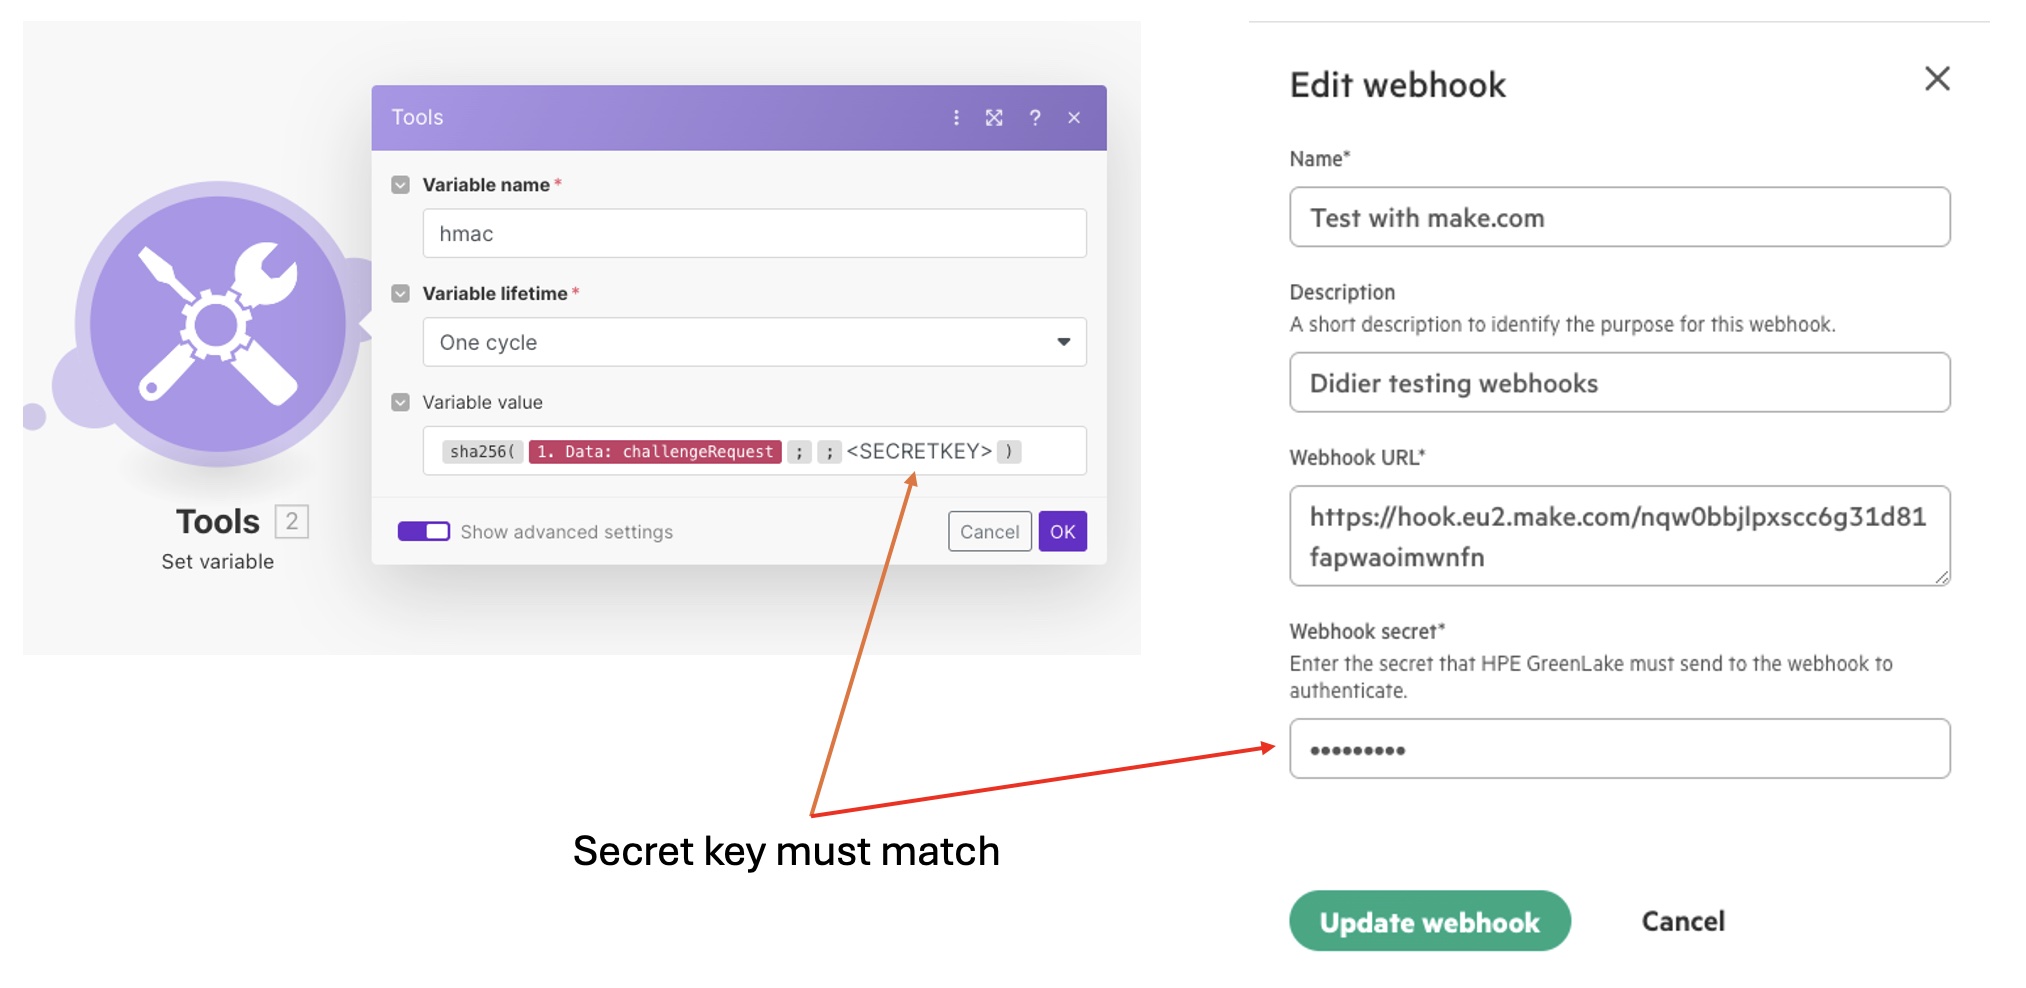 Tools
Variable name *
hmac
Variable lifetime *
One cycle
Variable value
sha256( 1. Data: challengeRequest ; ; <SECRETKEY> )
Show advanced settings
Cancel
OK
Tools 2
Set variable
Secret key must match
Edit webhook
Name*
Test with make.com
Description
A short description to identify the purpose for this webhook.
Didier testing webhooks
Webhook URL*
https://hook.eu2.make.com/nqw0bbjlpxscc6g31d81
fapwaoimwnfn
Webhook secret*
Enter the secret that HPE GreenLake must send to the webhook to
authenticate.
•••••••••
Update webhook
Cancel